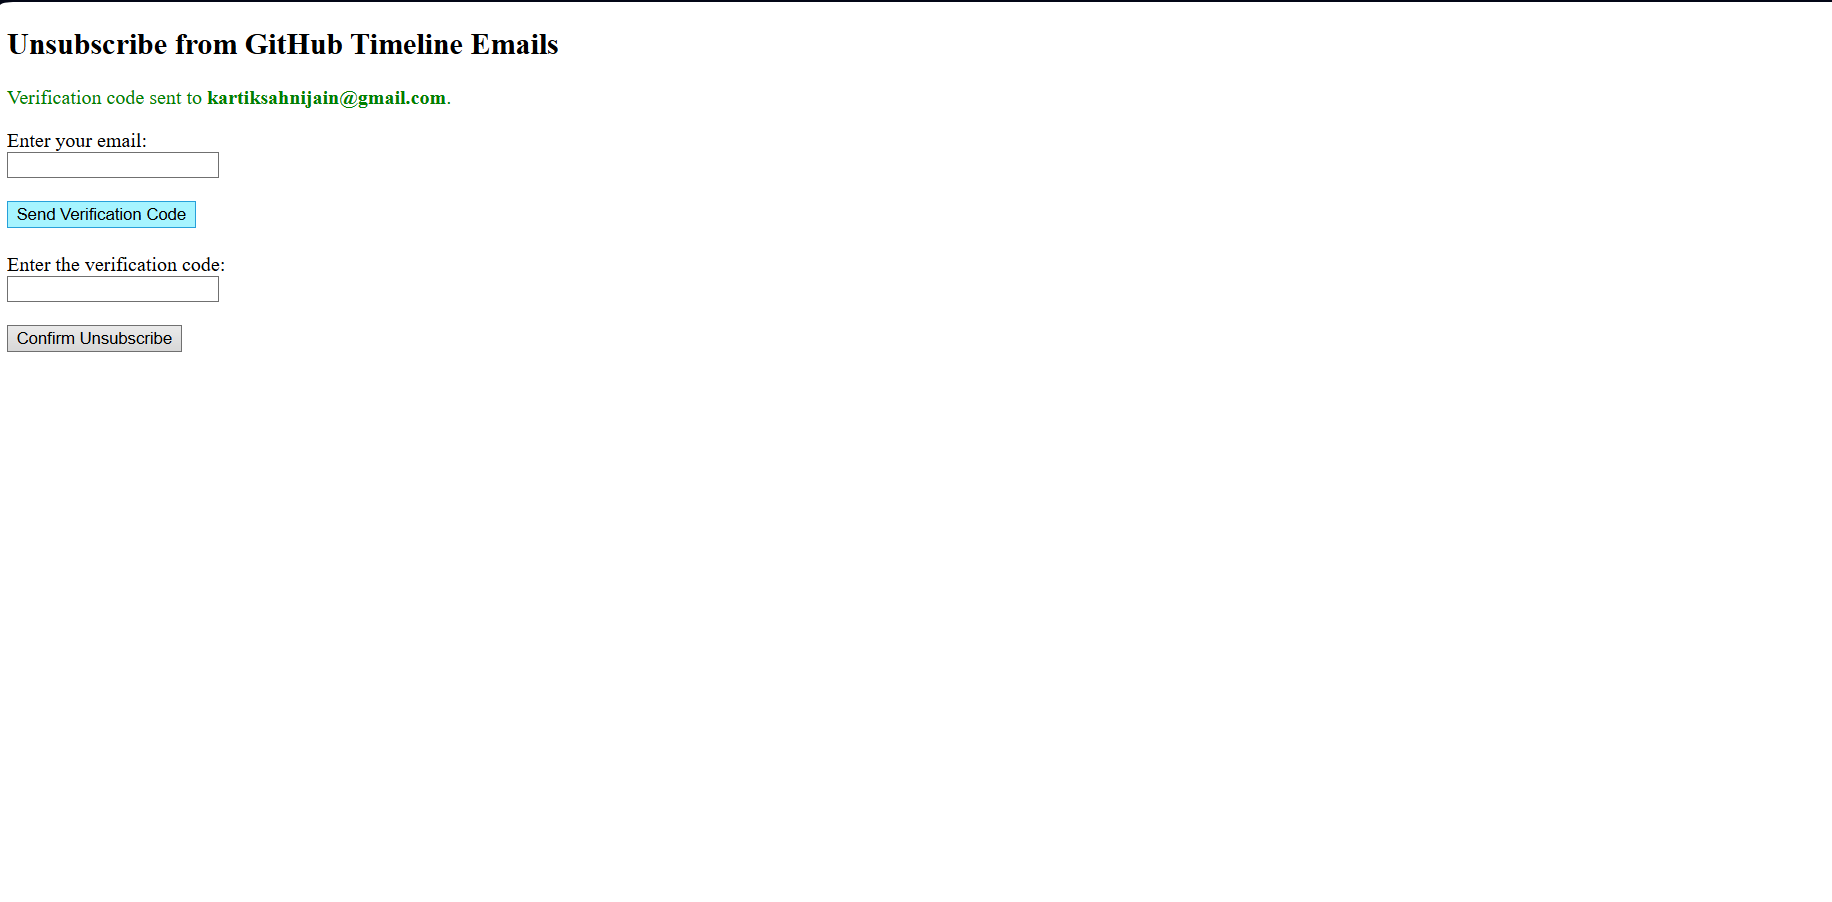 Unsubscribe from GitHub Timeline Emails
Verification code sent to kartiksahnijain@gmail.com.
Enter your email:
Send Verification Code
Enter the verification code:
Confirm Unsubscribe